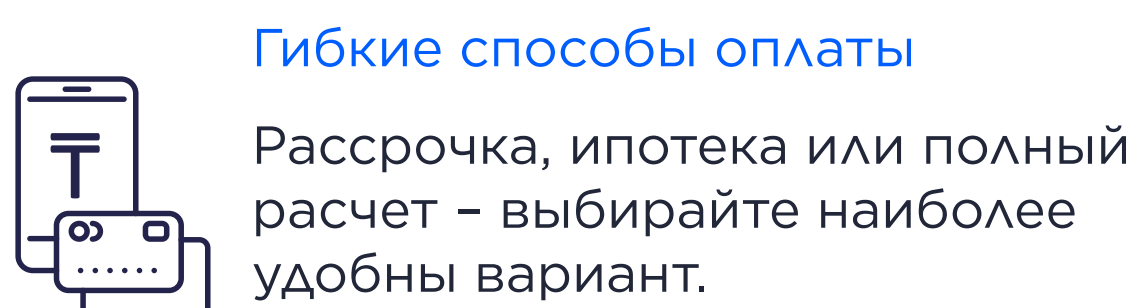 Гибкие способы оплаты
₸
Рассрочка, ипотека или полный
расчет – выбирайте наиболее
удобны вариант.